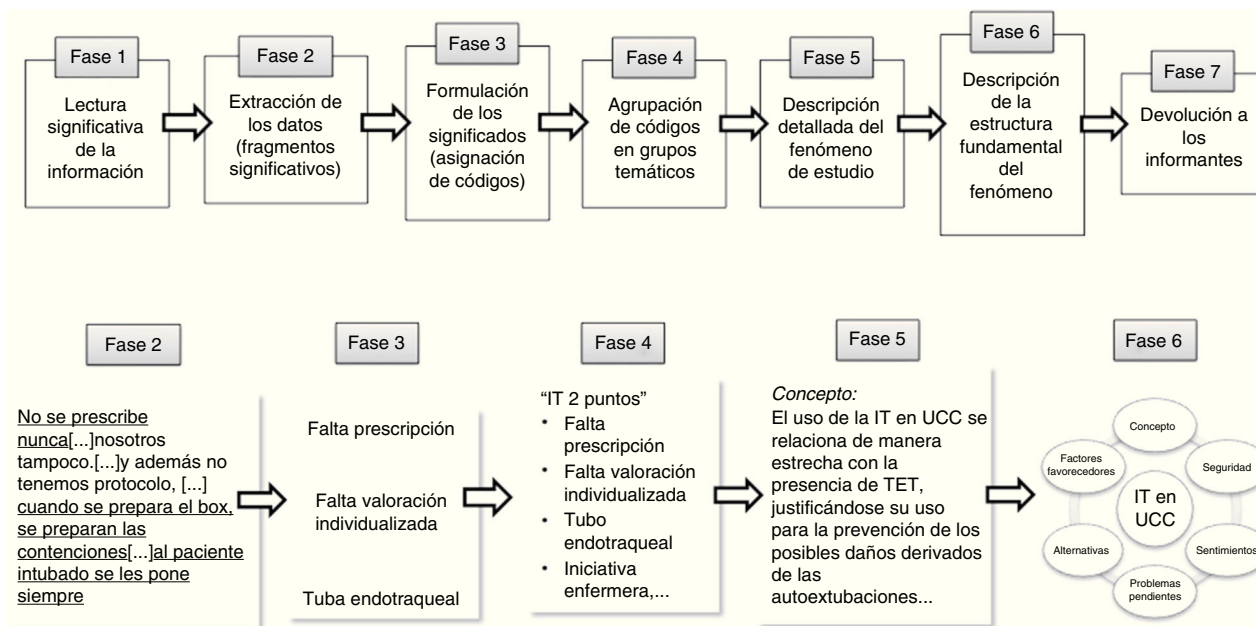 Fase 1
Lectura
significativa
de la
información
Fase 2
Extracción de
los datos
(fragmentos
significativos)
Fase 3
Formulación
de los
significados
(asignación
de códigos)
Fase 4
Agrupación
de códigos
en grupos
temáticos
Fase 5
Descripción
detallada del
fenómeno
de estudio
Fase 6
Descripción
de la
estructura
fundamental
del
fenómeno
Fase 7
Devolución a
los
informantes
Fase 2
No se prescribe
nunca[...]nosotros
tampoco.[...]y además no
tenemos protocolo, [...]
cuando se prepara el box,
se preparan las
contenciones[...]al paciente
intubado se les pone
siempre
Fase 3
Falta prescripción
Falta valoración
individualizada
Tuba endotraqueal
Fase 4
“IT 2 puntos”
• Falta
prescripción
• Falta valoración
individualizada
• Tubo
endotraqueal
• Iniciativa
enfermera,...
Fase 5
Concepto:
El uso de la IT en UCC se
relaciona de manera
estrecha con la
presencia de TET,
justificándose su uso
para la prevención de los
posibles daños derivados
de las
autoextubaciones...
Fase 6
Concepto
Factores
favorecedores
Seguridad
IT en
UCC
Alternativas
Sentimientos
Problemas
pendientes